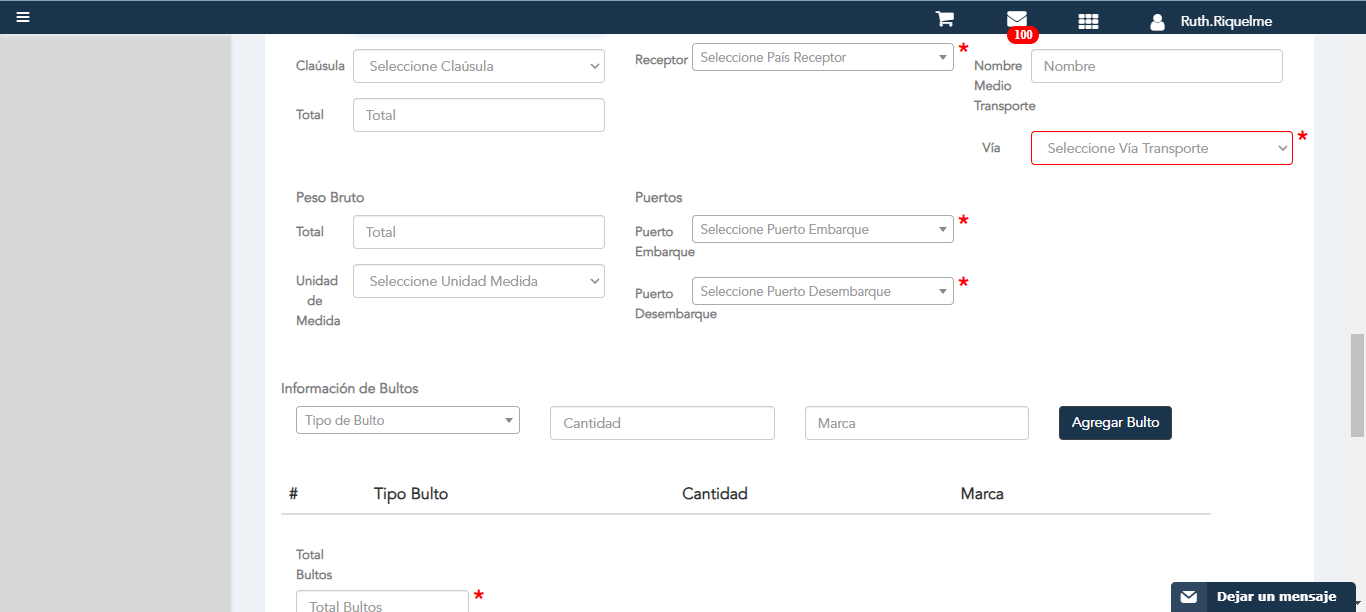 Ruth.Riquelme
100
Claúsula
Seleccione Claúsula
Receptor
Seleccione País Receptor
*
Nombre
Medio
Transporte
Nombre
Total
Total
Vía
Seleccione Vía Transporte
*
Peso Bruto
Puertos
Total
Total
Puerto
Embarque
Seleccione Puerto Embarque
*
Unidad
de
Medida
Seleccione Unidad Medida
Puerto
Desembarque
Seleccione Puerto Desembarque
*
Información de Bultos
Tipo de Bulto
Cantidad
Marca
Agregar Bulto
# Tipo Bulto Cantidad Marca
Total
Bultos
Total Bultos
*
Dejar un mensaje